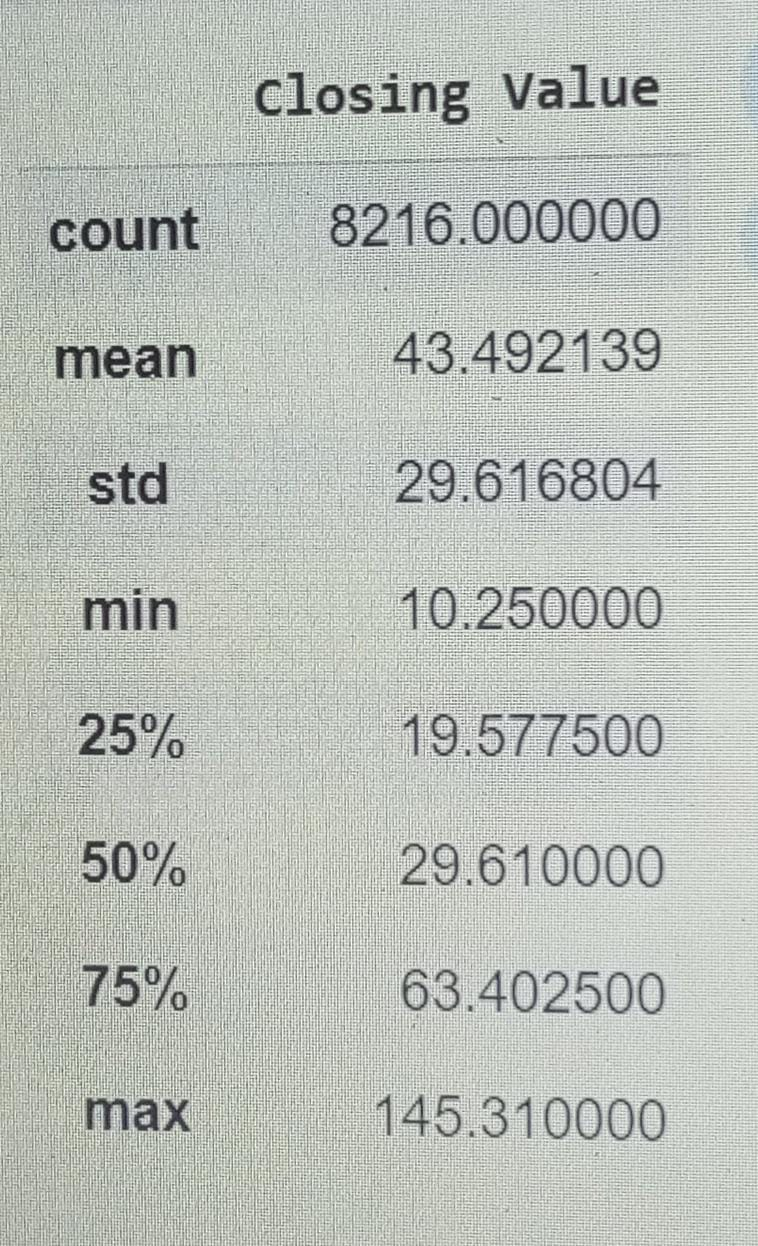 Closing Value
count 8216.000000
mean 43.492139
std 29.616804
min 10.250000
25% 19.577500
50% 29.610000
75% 63.402500
max 145.310000